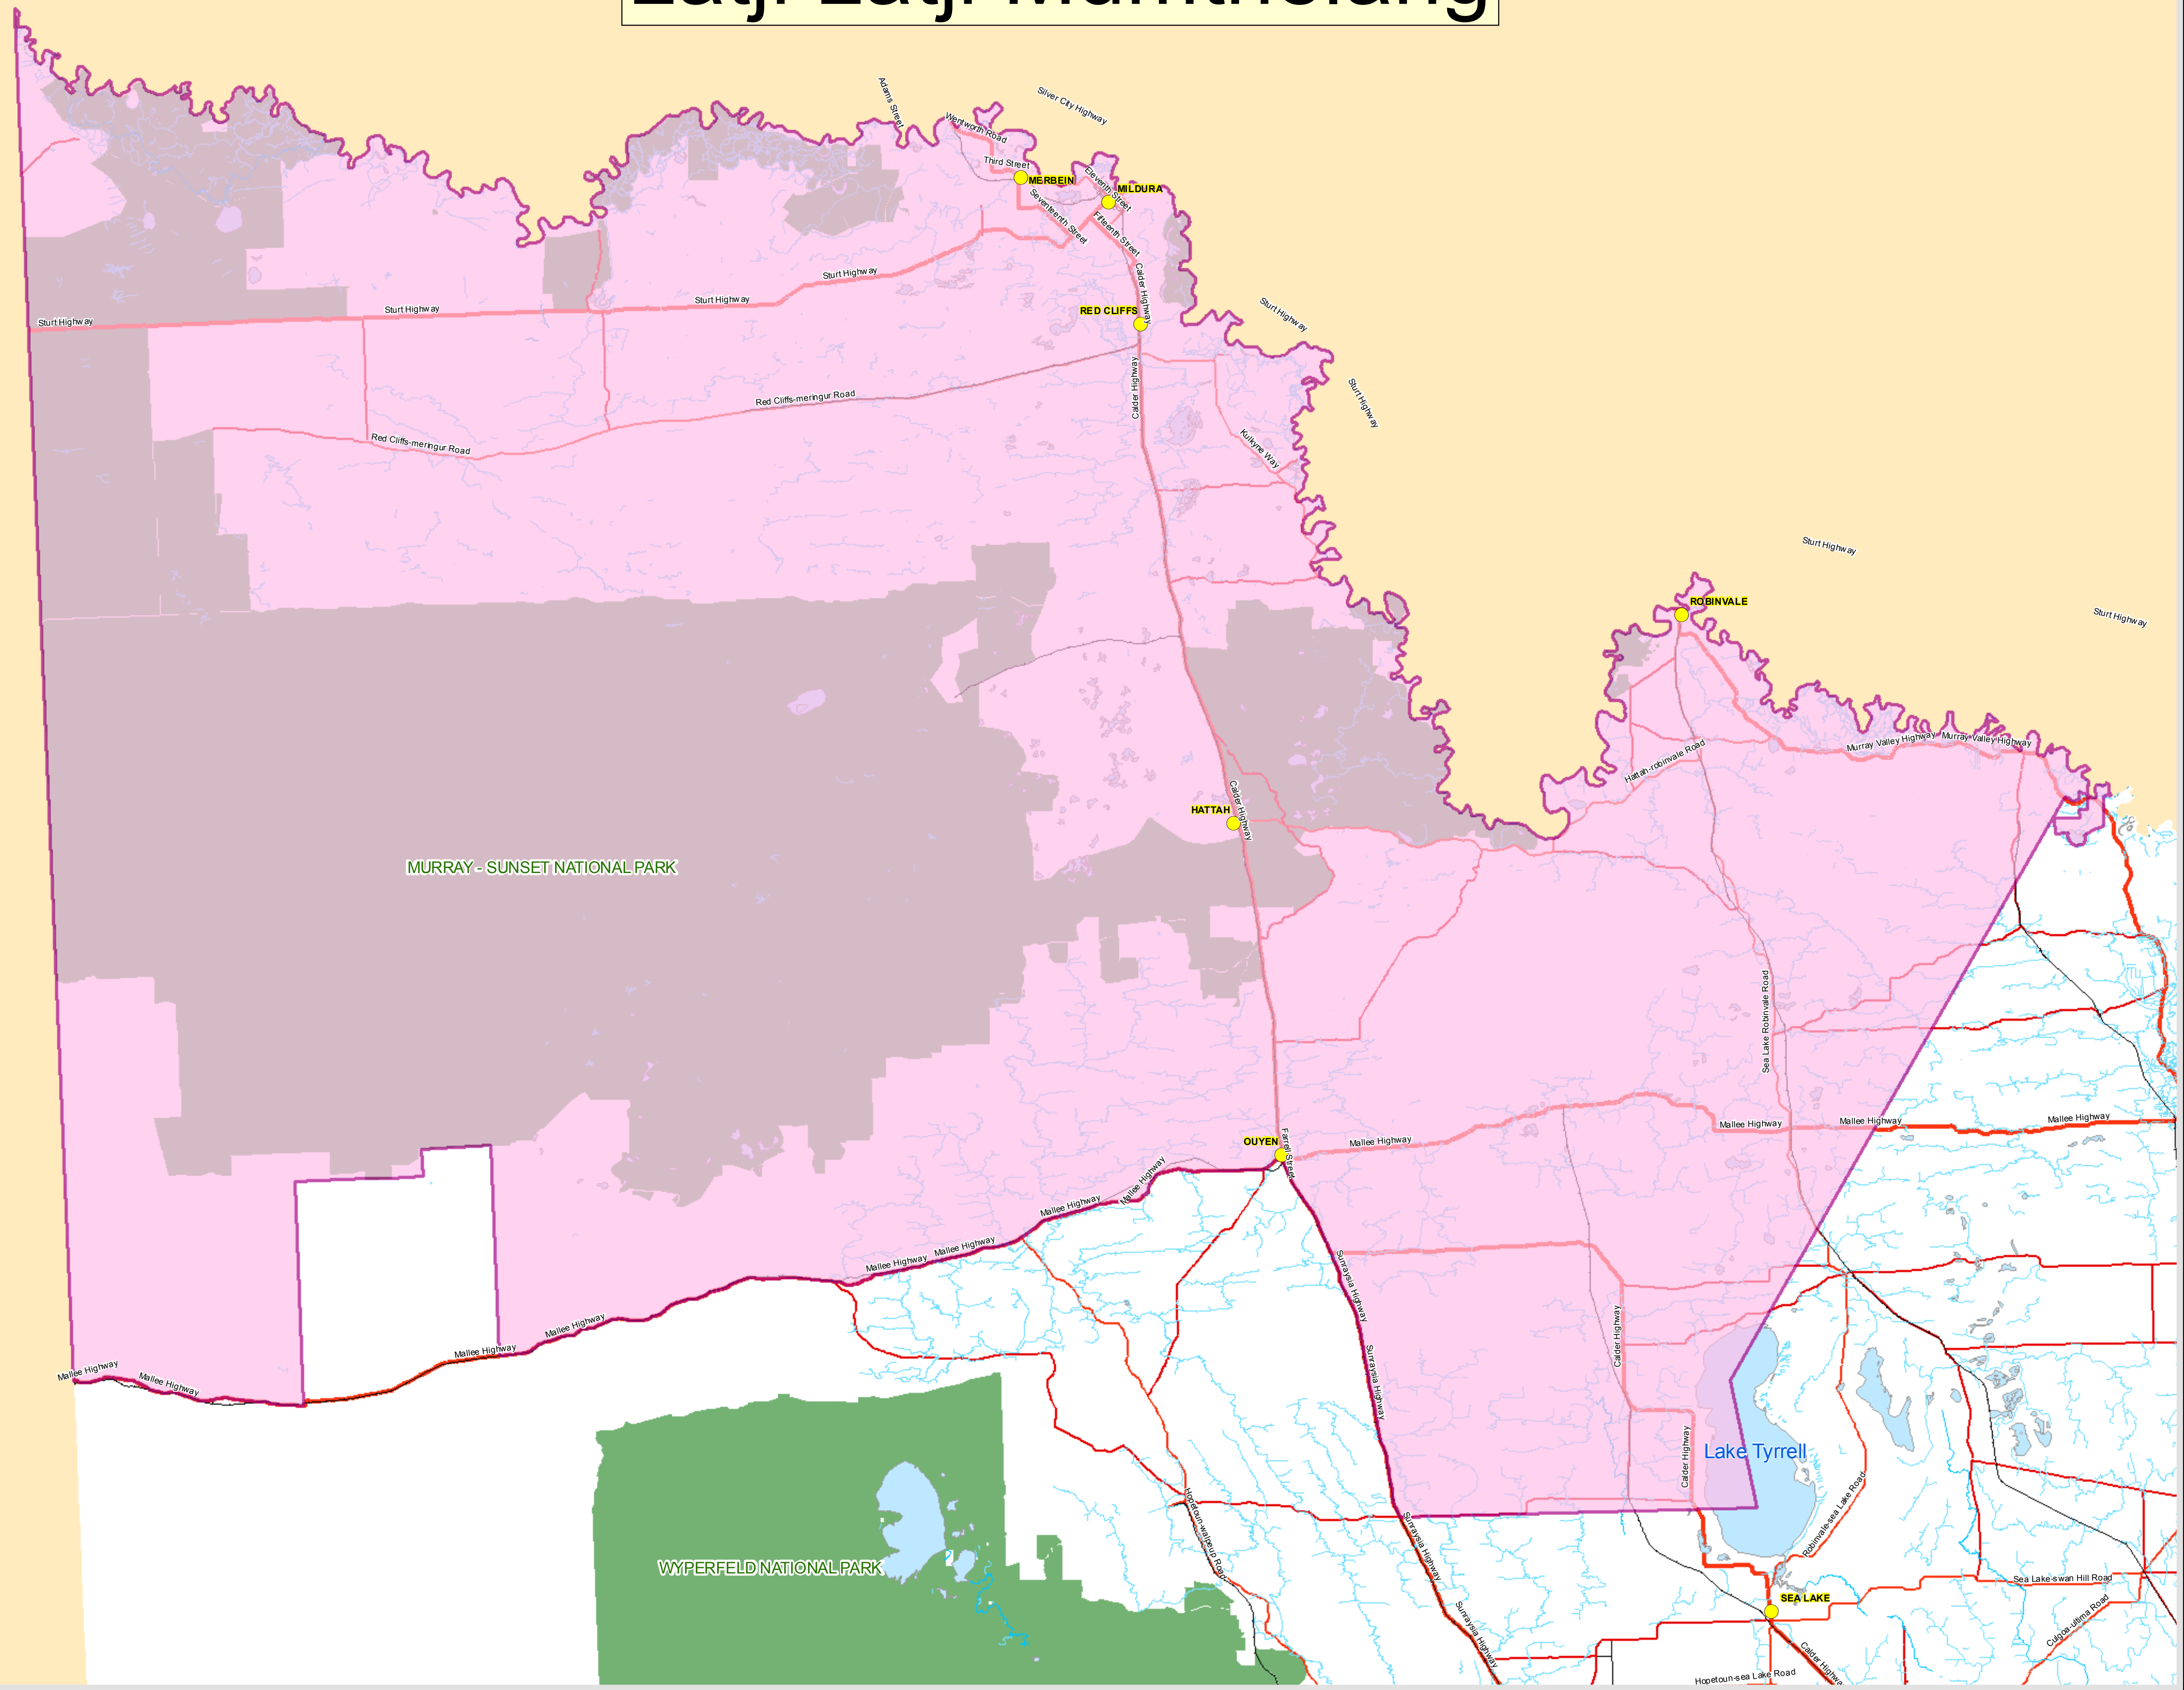 Adams Street
Silver City Highway
Wentworth Road
Third Street
MERBEIN
Eleventh Street
MILDURA
Seventeenth Street
Fifteenth Street
Calder Highway
Sturt Highway
Sturt Highway
Sturt Highway
Sturt Highway
RED CLIFFS
Sturt Highway
Calder Highway
Sturt Highway
Red Cliffs-meringur Road
Red Cliffs-meringur Road
Kulkyne Way
Sturt Highway
ROBINVALE
Sturt Highway
Murray Valley Highway
Murray Valley Highway
Hattah-robinvale Road
HATTAH
Calder Highway
MURRAY - SUNSET NATIONAL PARK
Sea Lake Robinvale Road
Mallee Highway
Mallee Highway
Mallee Highway
OUYEN
Farrell Street
Mallee Highway
Mallee Highway
Mallee Highway
Mallee Highway
Mallee Highway
Sunraysia Highway
Mallee Highway
Mallee Highway
Calder Highway
Mallee Highway
Mallee Highway
Sunraysia Highway
Calder Highway
Lake Tyrrell
Hopetoun-walpeup Road
Robinvale-sea Lake Road
Sunraysia Highway
WYPERFELD NATIONAL PARK
Sea Lake-swan Hill Road
SEA LAKE
Culgoa-ultima Road
Sunraysia Highway
Hopetoun-sea Lake Road